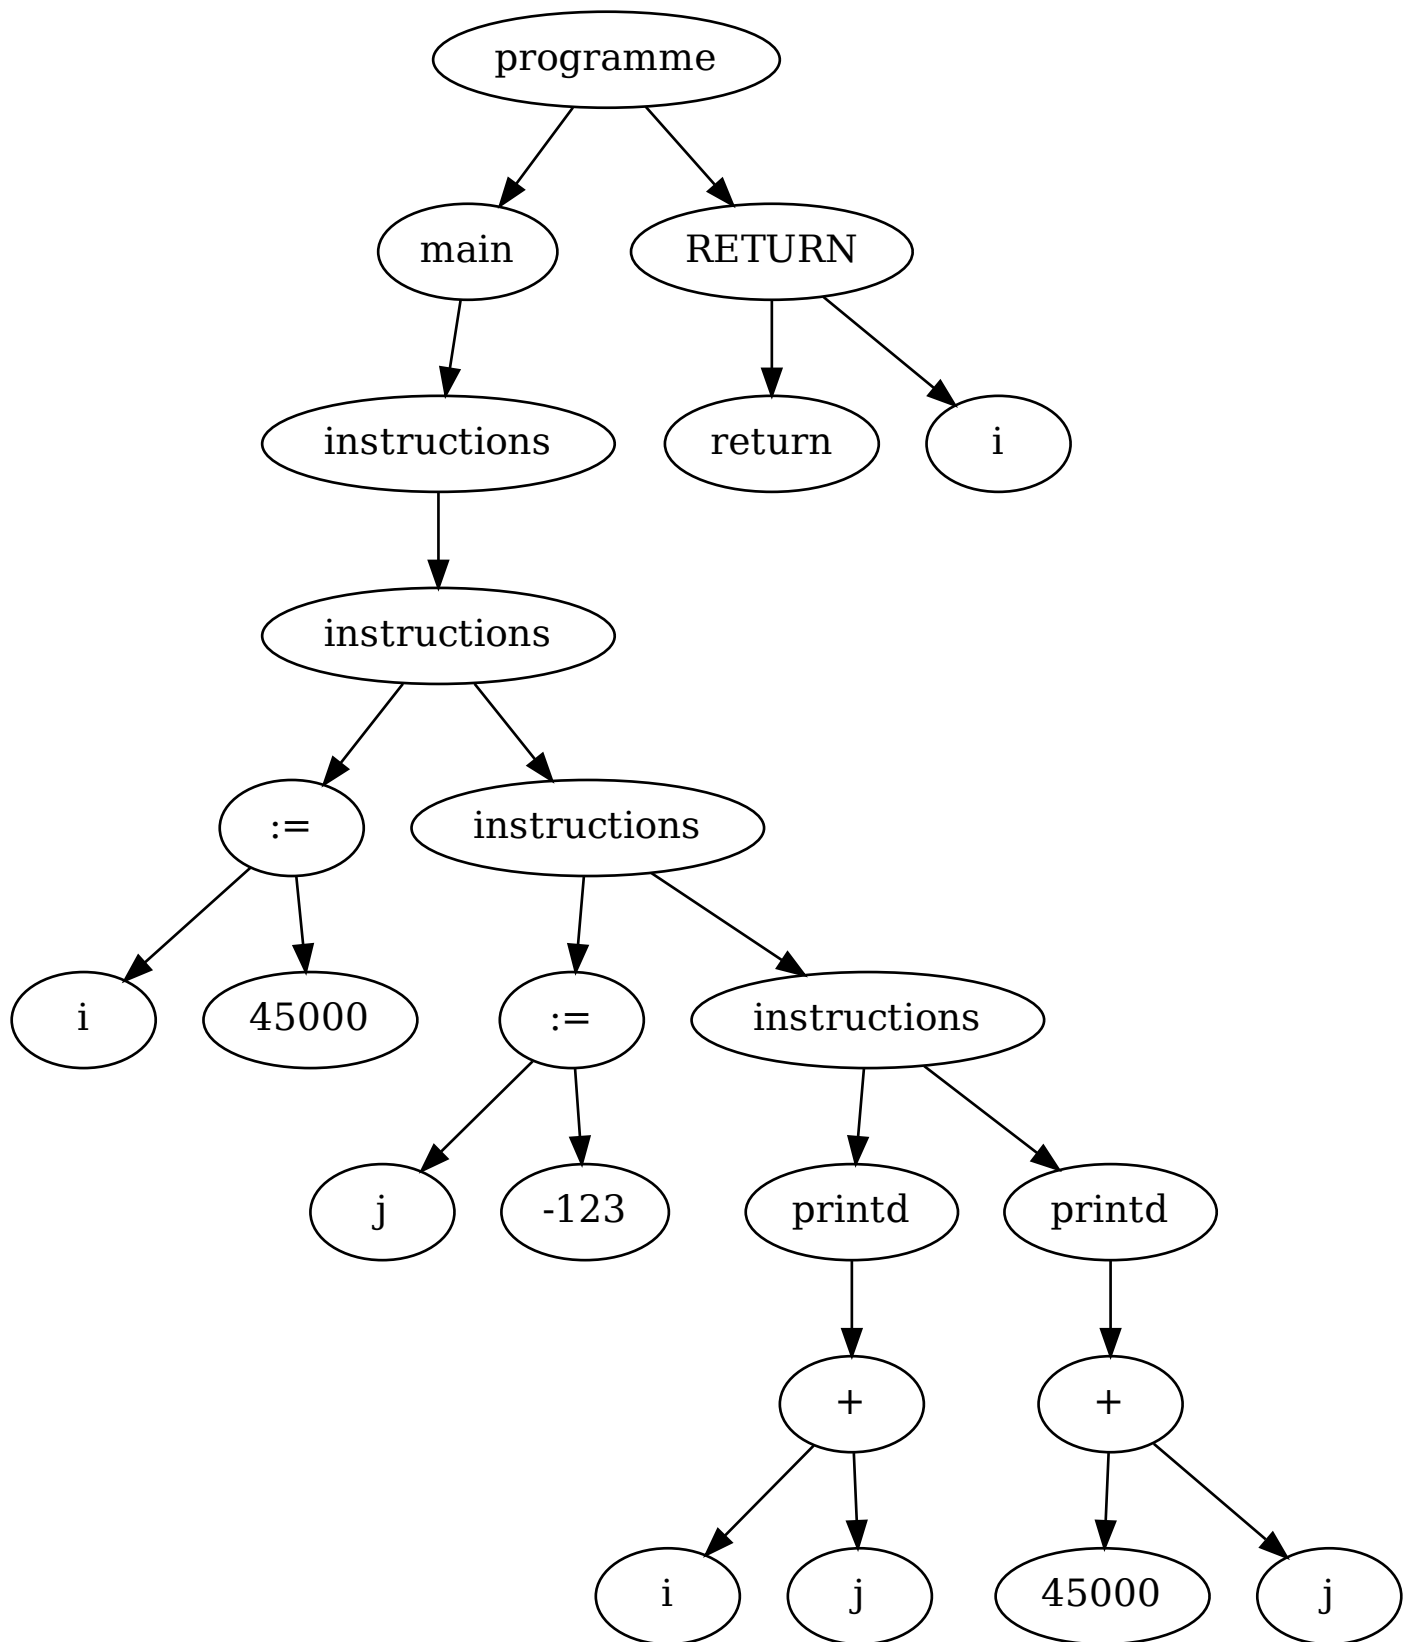 programme
main
RETURN
instructions
return
i
instructions
:=
instructions
i
45000
:=
instructions
j
-123
printd
printd
+
+
i
j
45000
j